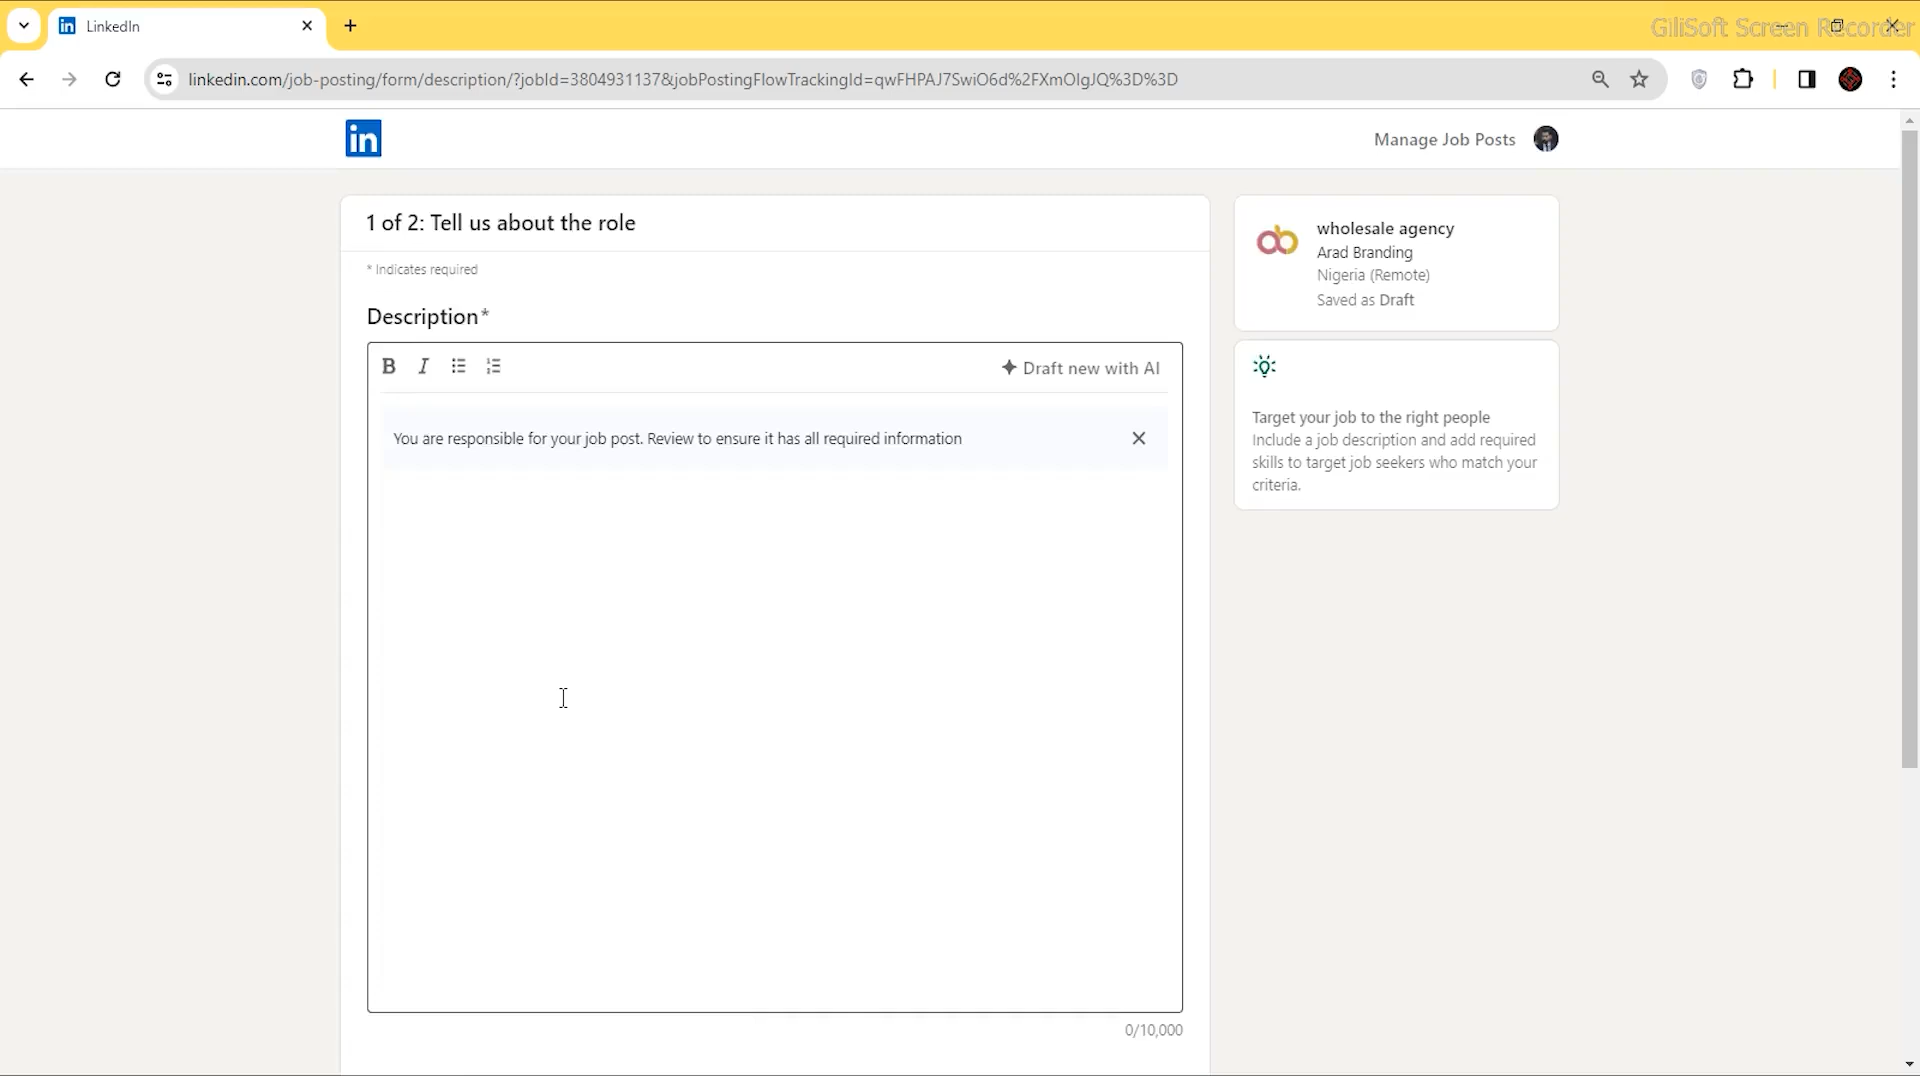 LinkedIn
GiliSoft Screen Recorder
linkedin.com/job-posting/form/description/?jobId=3804931137&jobPostingFlowTrackingId=qwFHPAJ7SwiO6d%2FXmOIgJQ%3D%3D
in
Manage Job Posts
1 of 2: Tell us about the role
* Indicates required
Description*
B I
Draft new with AI
You are responsible for your job post. Review to ensure it has all required information
0/10,000
wholesale agency
Arad Branding
Nigeria (Remote)
Saved as Draft
Target your job to the right people
Include a job description and add required
skills to target job seekers who match your
criteria.